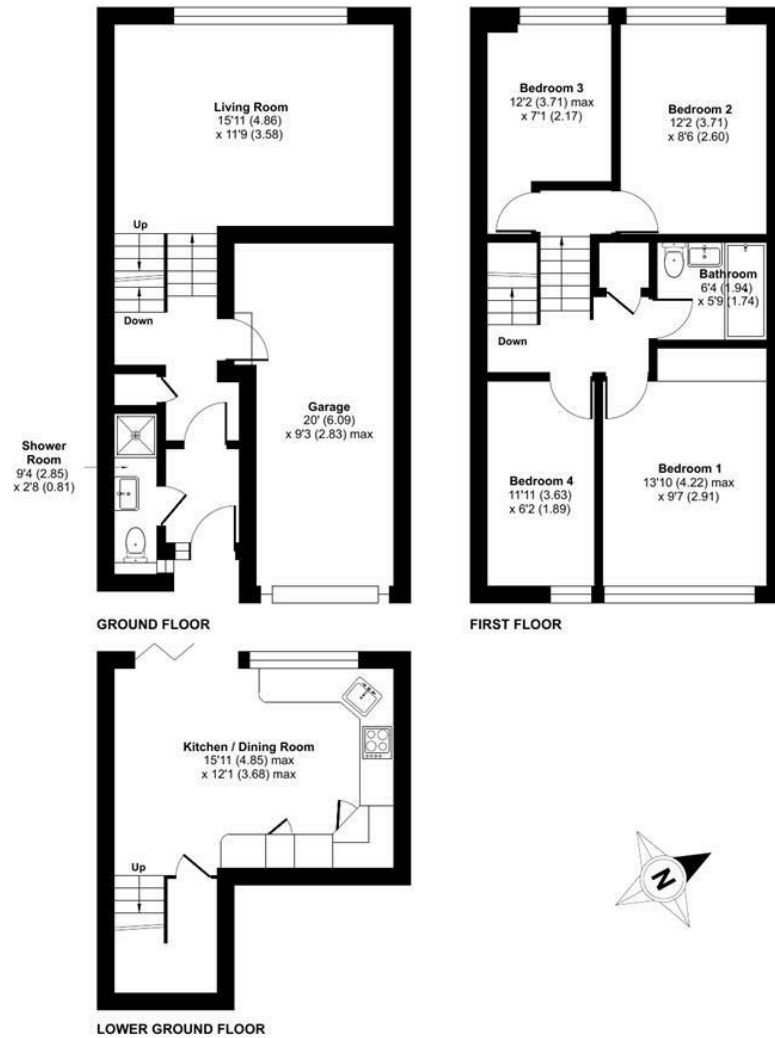 Living Room
15'11 (4.86)
x 11'9 (3.58)
Up
Down
Garage
20' (6.09)
x 9'3 (2.83) max
Shower
Room
9'4 (2.85)
x 2'8 (0.81)
GROUND FLOOR
Bedroom 3
12'2 (3.71) max
x 7'1 (2.17)
Bedroom 2
12'2 (3.71)
x 8'6 (2.60)
Bathroom
6'4 (1.94)
x 5'9 (1.74)
Down
Bedroom 4
11'11 (3.63)
x 6'2 (1.89)
Bedroom 1
13'10 (4.22) max
x 9'7 (2.91)
FIRST FLOOR
Kitchen / Dining Room
15'11 (4.85) max
x 12'1 (3.68) max
Up
LOWER GROUND FLOOR
N